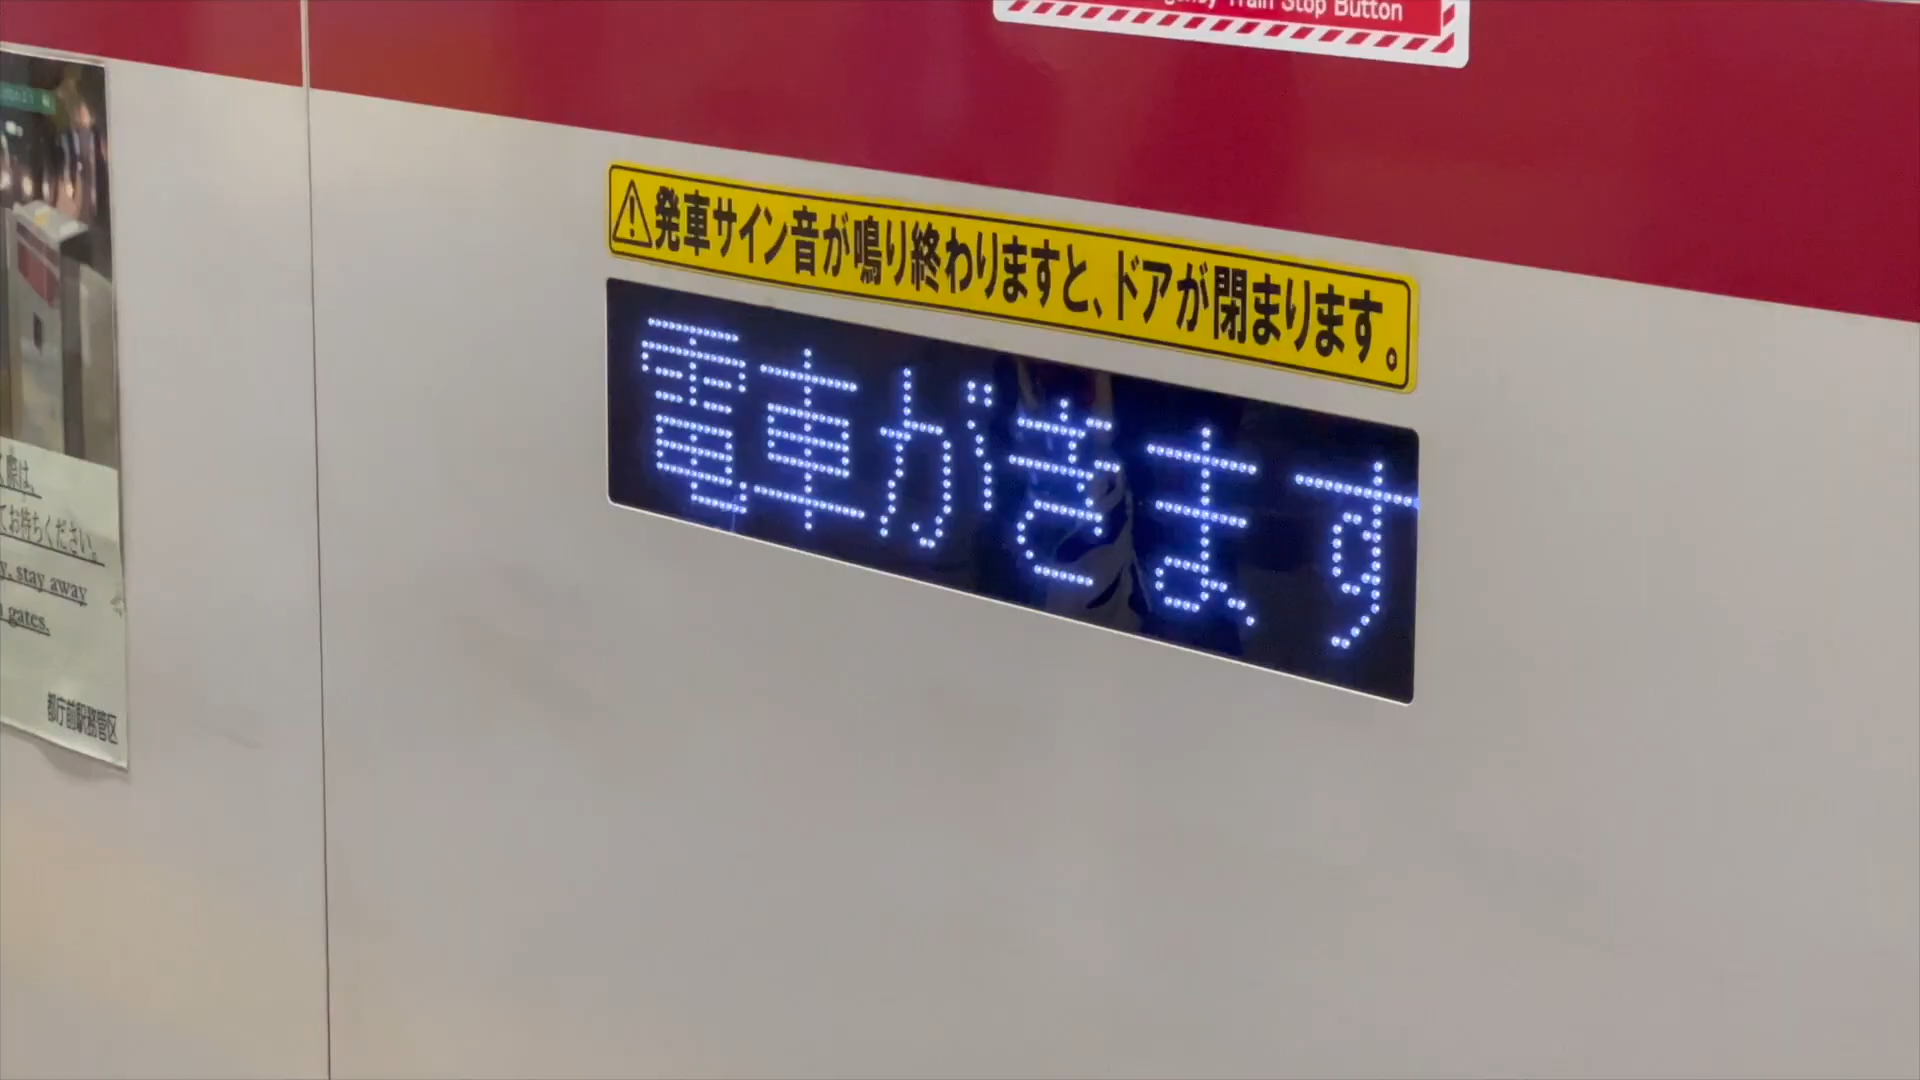 Train Stop Button
発車サイン音が鳴り終わりますと、ドアが閉まります。
電車がきます
際は、
てお待ちください。
stay away
gates.
都庁前駅務管区